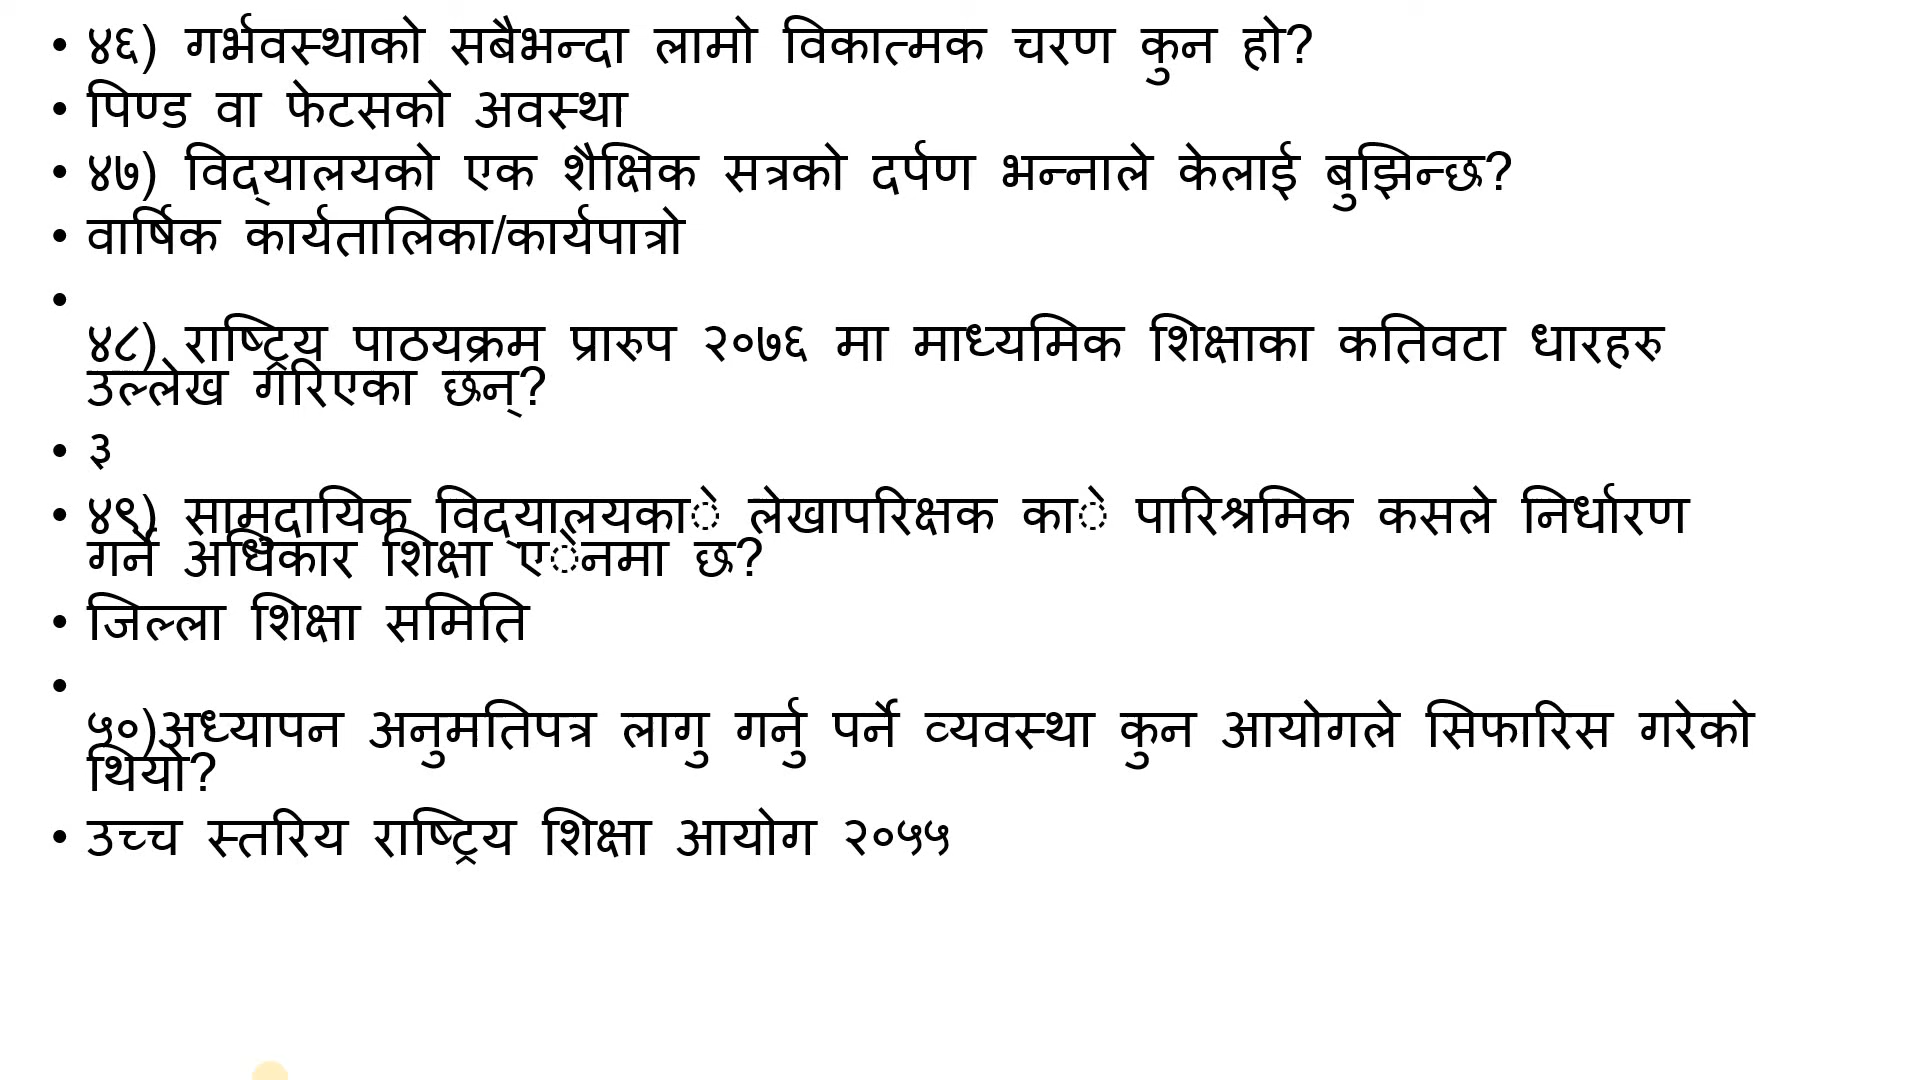 • ४६) गर्भवस्थाको सबैभन्दा लामो विकात्मक चरण कुन हो?
• पिण्ड वा फेटसको अवस्था
• ४७) विद्यालयको एक शैक्षिक सत्रको दर्पण भन्नाले केलाई बुझिन्छ?
• वार्षिक कार्यतालिका/कार्यपात्रो
•
४८) राष्ट्रिय पाठयक्रम प्रारुप २०७६ मा माध्यमिक शिक्षाका कतिवटा धारहरु
उल्लेख गरिएका छन्?
• ३
• ४९) सामुदायिक विद्यालयकाे लेखापरिक्षक काे पारिश्रमिक कसले निर्धारण
गर्ने अधिकार शिक्षा एेनमा छ?
• जिल्ला शिक्षा समिति
•
५०)अध्यापन अनुमतिपत्र लागु गर्नु पर्ने व्यवस्था कुन आयोगले सिफारिस गरेको
थियो?
• उच्च स्तरिय राष्ट्रिय शिक्षा आयोग २०५५